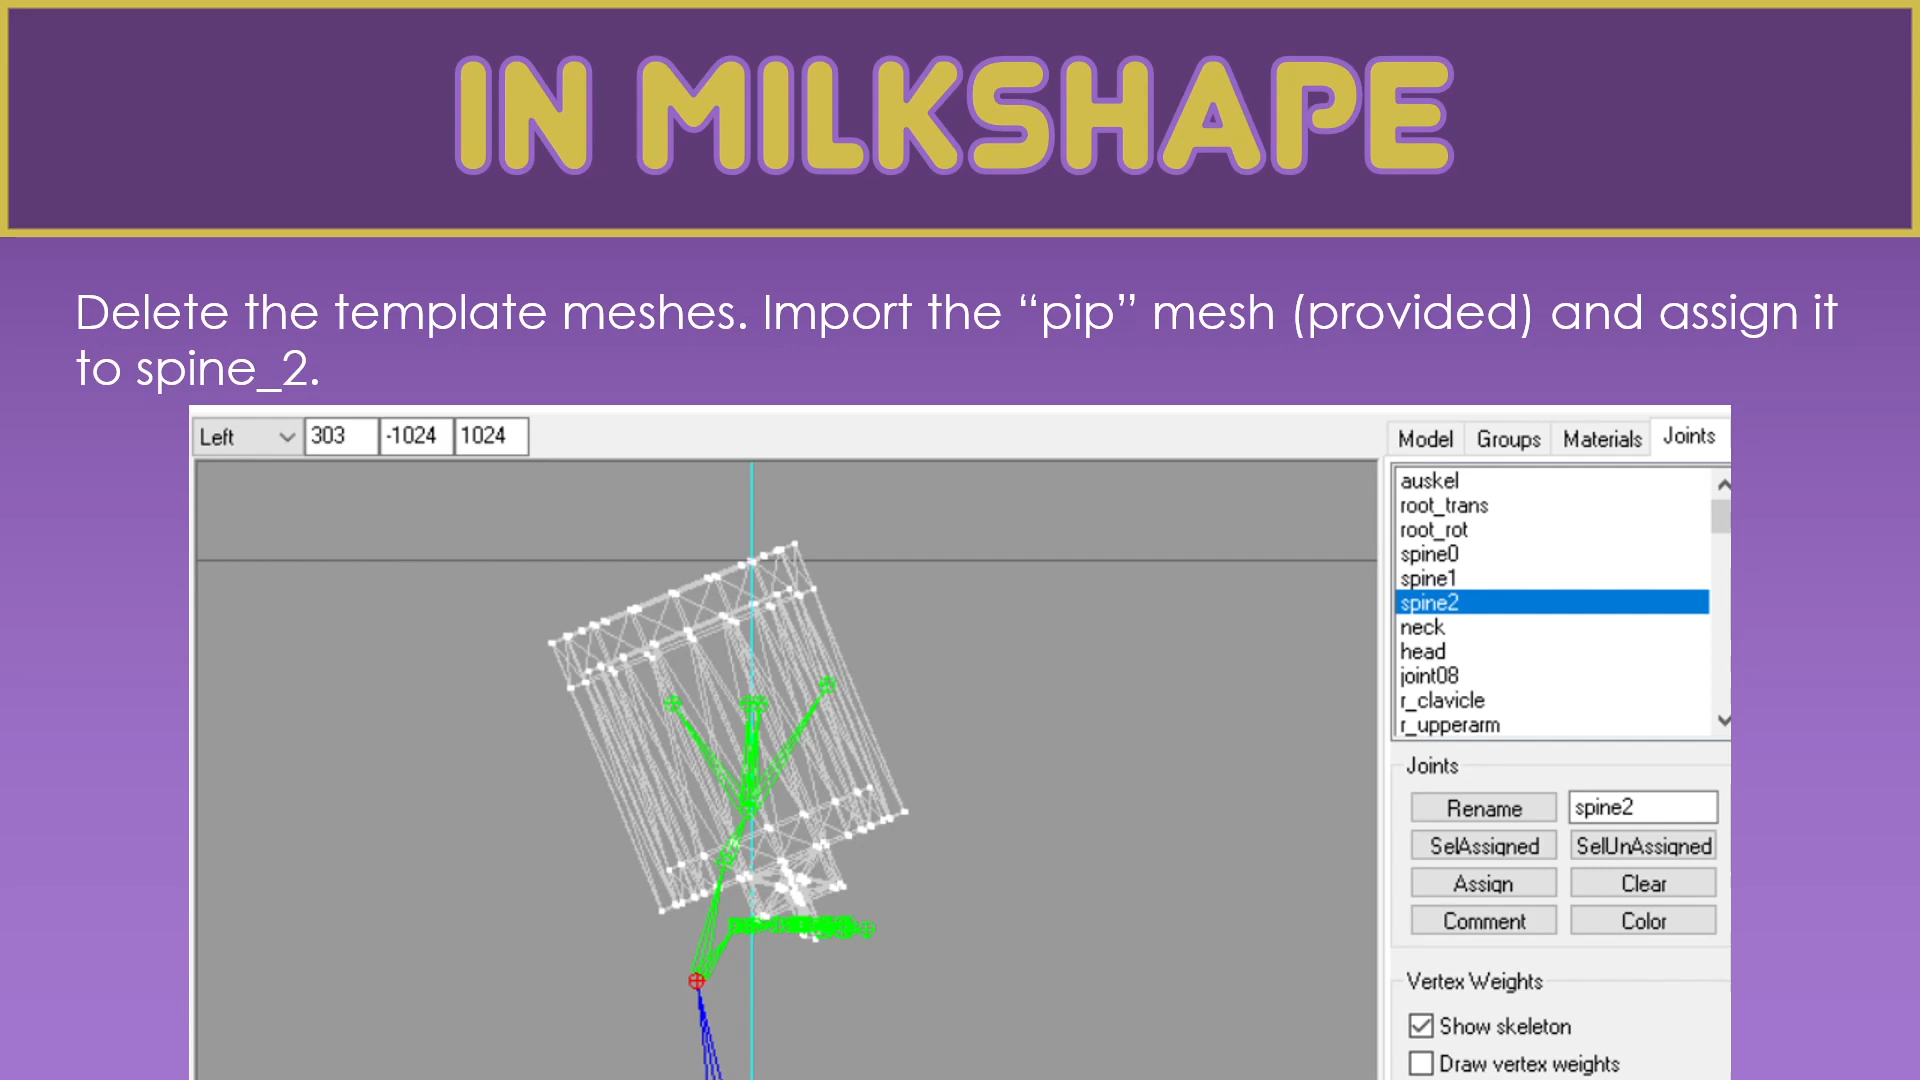 IN MILKSHAPE
Delete the template meshes. Import the “pip” mesh (provided) and assign it
to spine_2.
Left 303 -1024 1024
Model Groups Materials Joints
auskel
root_trans
root_rot
spine0
spine1
spine2
neck
head
joint08
r_clavicle
r_upperarm
Joints
Rename spine2
SelAssigned SelUnAssigned
Assign Clear
Comment Color
Vertex Weights
Show skeleton
Draw vertex weights